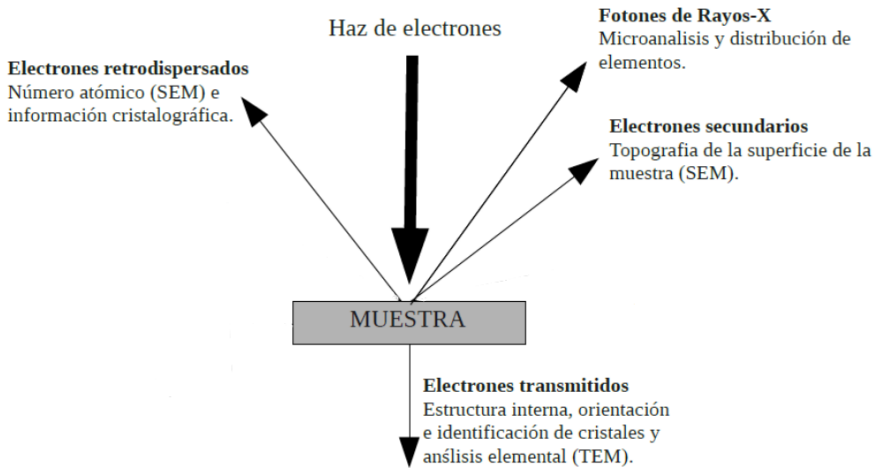 Haz de electrones
Fotones de Rayos-X
Microanalisis y distribución de
elementos.
Electrones retrodispersados
Número atómico (SEM) e
información cristalográfica.
Electrones secundarios
Topografia de la superficie de la
muestra (SEM).
MUESTRA
Electrones transmitidos
Estructura interna, orientación
e identificación de cristales y
anślisis elemental (TEM).